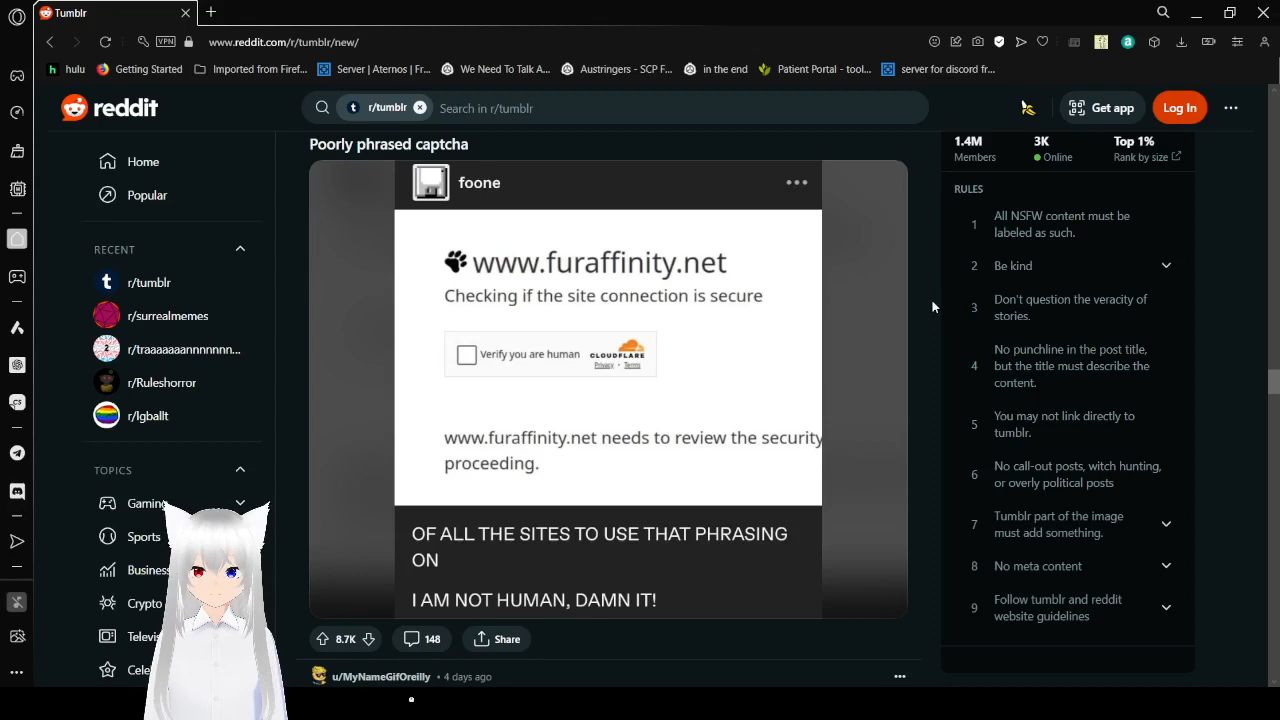 Tumblr
VPN
www.reddit.com/r/tumblr/new/
hulu
Getting Started
Imported from Firef...
Server | Aternos | Fr...
We Need To Talk A...
Austringers - SCP F...
in the end
Patient Portal - tool...
server for discord fr...
reddit
r/tumblr
Search in r/tumblr
Get app
Log In
Home
Popular
RECENT
r/tumblr
r/surrealmemes
r/traaaaaaannnnnn...
r/Ruleshorror
r/lgballt
TOPICS
Gaming
Sports
Business
Crypto
Televi
Cele
Poorly phrased captcha
foone
www.furaffinity.net
Checking if the site connection is secure
Verify you are human
CLOUDFLARE
Privacy • Terms
www.furaffinity.net needs to review the security
proceeding.
OF ALL THE SITES TO USE THAT PHRASING
ON
I AM NOT HUMAN, DAMN IT!
8.7K
148
Share
u/MyNameGifOreilly • 4 days ago
1.4M
Members
3K
Online
Top 1%
Rank by size
RULES
1 All NSFW content must be
labeled as such.
2 Be kind
3 Don't question the veracity of
stories.
4 No punchline in the post title,
but the title must describe the
content.
5 You may not link directly to
tumblr.
6 No call-out posts, witch hunting,
or overly political posts
7 Tumblr part of the image
must add something.
8 No meta content
9 Follow tumblr and reddit
website guidelines